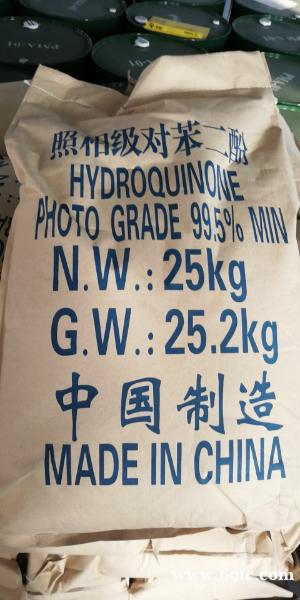 照相级对苯二酚
HYDROQUINONE
PHOTO GRADE 99.5% MIN
N.W.: 25kg
G.W.: 25.2kg
中国制造
MADE IN CHINA
www.69tc.com